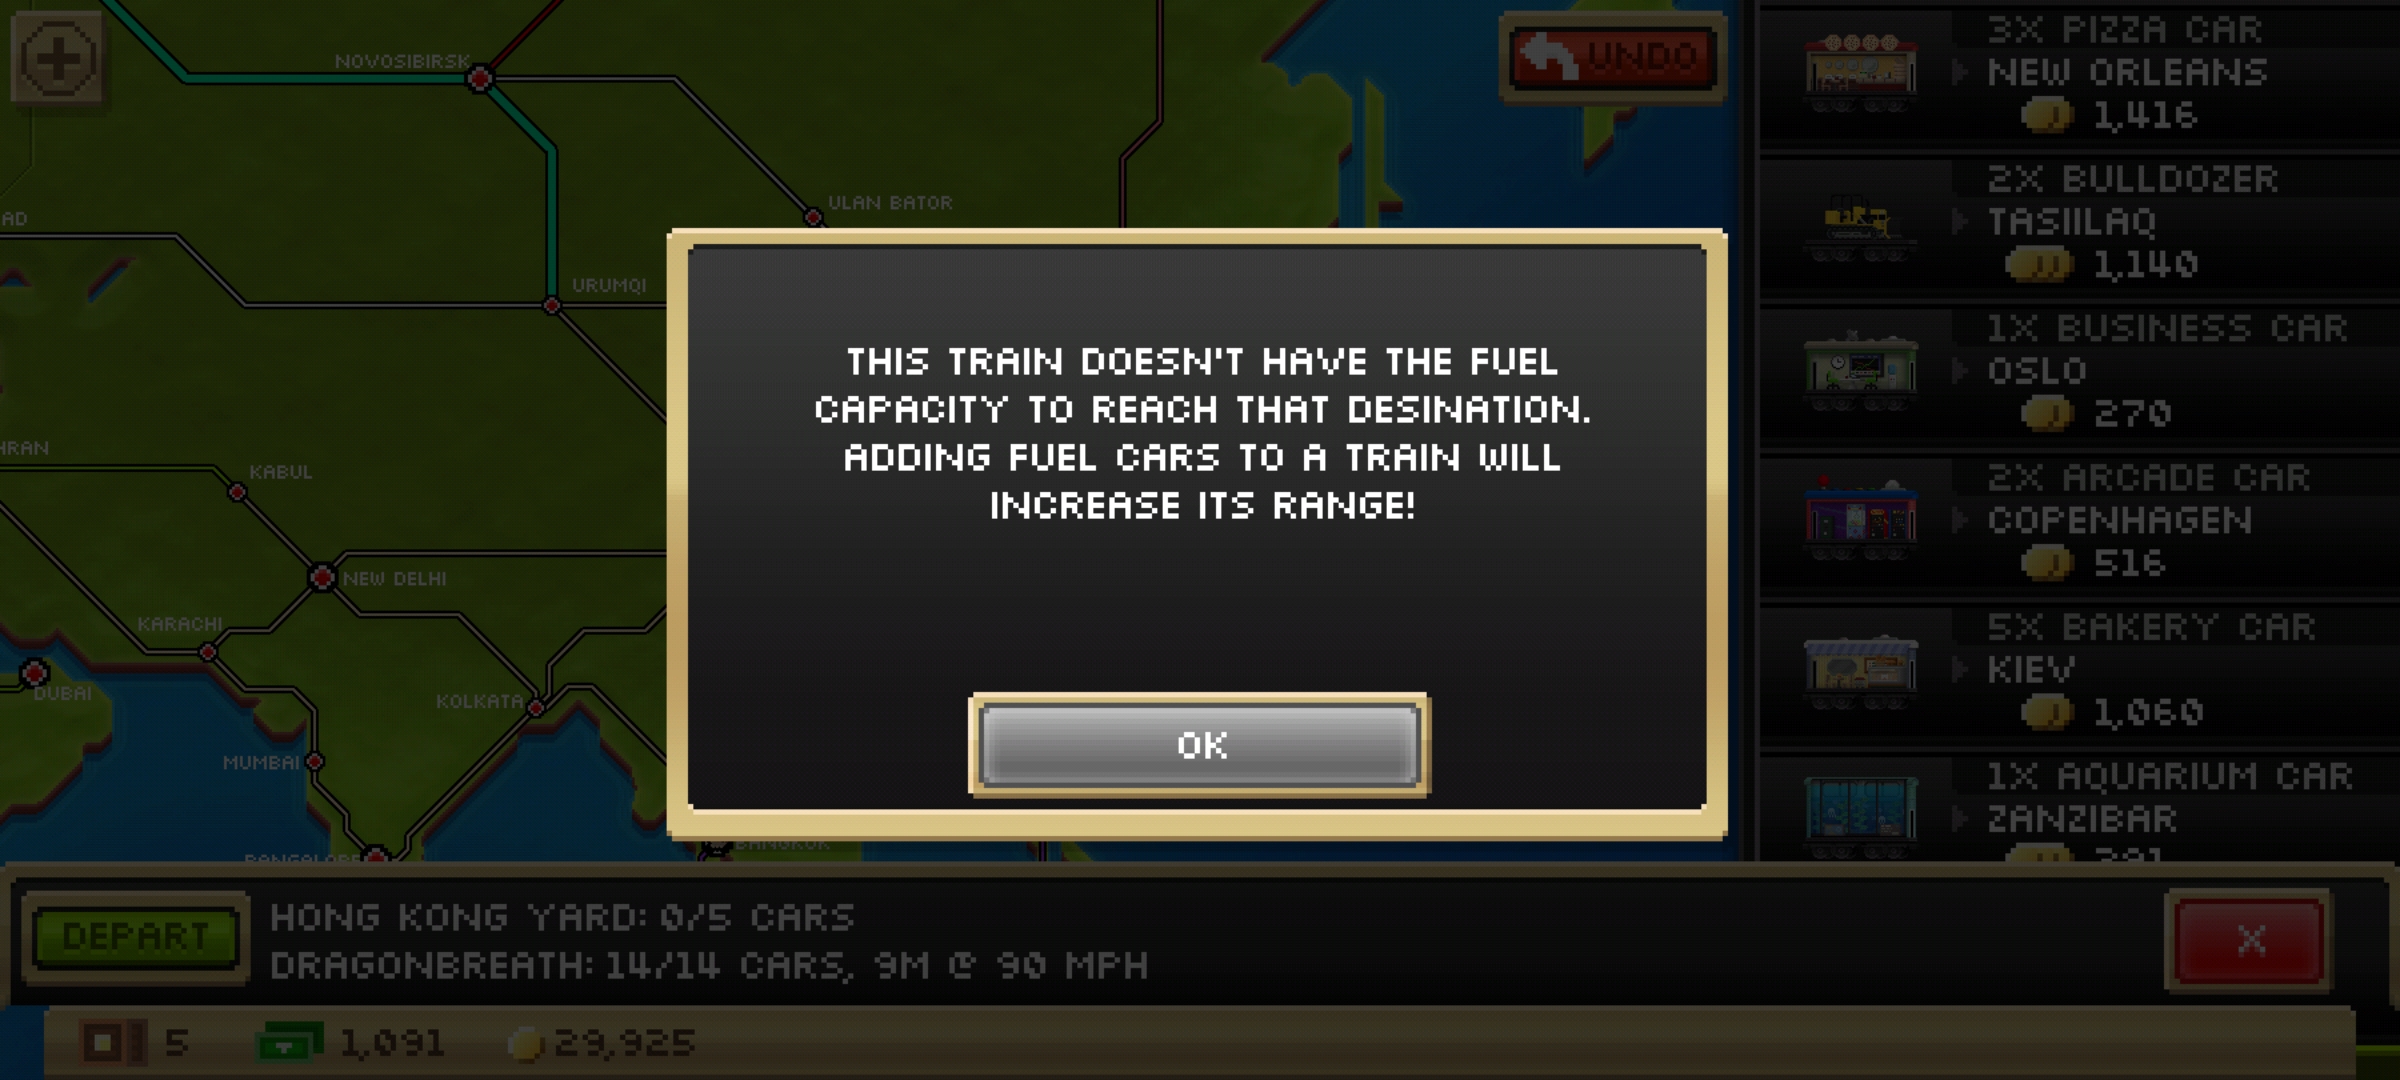 NOVOSIBIRSK
ULAN BATOR
AD
URUMQI
HRAN
KABUL
NEW DELHI
KARACHI
DUBAI
KOLKATA
MUMBAI
BANGALORE
BANGKOK
UNDO
THIS TRAIN DOESN'T HAVE THE FUEL
CAPACITY TO REACH THAT DESINATION.
ADDING FUEL CARS TO A TRAIN WILL
INCREASE ITS RANGE!
OK
3X PIZZA CAR
NEW ORLEANS
1,416
2X BULLDOZER
TASIILAQ
1,140
1X BUSINESS CAR
OSLO
270
2X ARCADE CAR
COPENHAGEN
516
5X BAKERY CAR
KIEV
1,060
1X AQUARIUM CAR
ZANZIBAR
DEPART
HONG KONG YARD: 0/5 CARS
DRAGONBREATH: 14/14 CARS, 9M @ 90 MPH
X
5
1,091
29,925